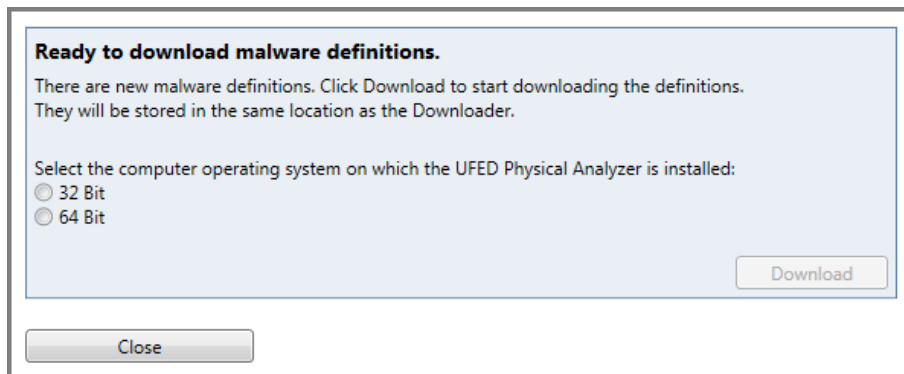 Ready to download malware definitions.
There are new malware definitions. Click Download to start downloading the definitions.
They will be stored in the same location as the Downloader.
Select the computer operating system on which the UFED Physical Analyzer is installed:
32 Bit
64 Bit
Download
Close